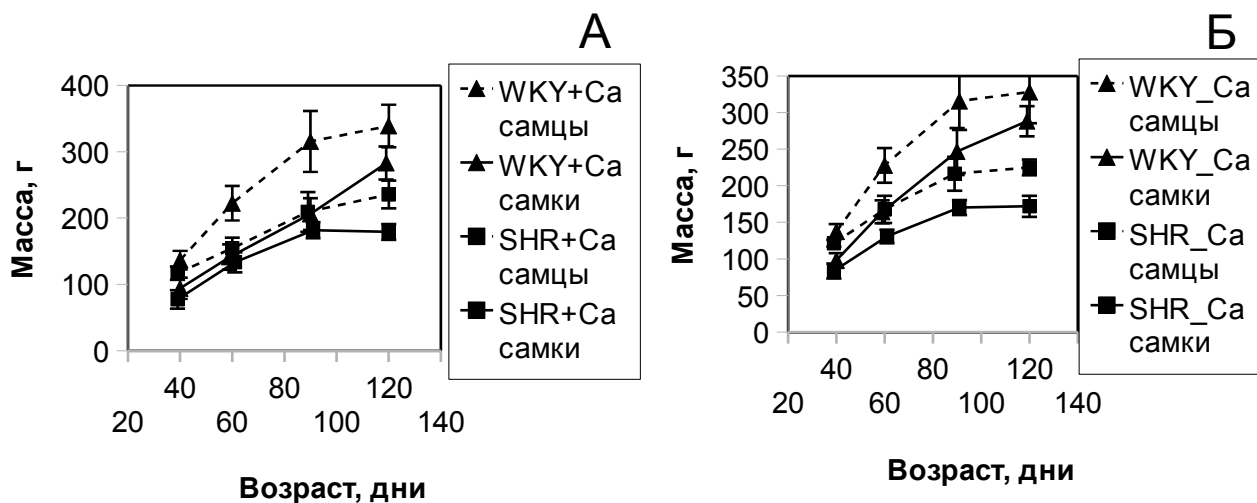 А
Масса, г
400
300
200
100
0
40
60
80
100
120
20
60
100
140
Возраст, дни
WKY+Ca
самцы
WKY+Ca
самки
SHR+Ca
самцы
SHR+Ca
самки
Б
Масса, г
350
300
250
200
150
100
50
0
40
80
120
20
60
100
140
Возраст, дни
WKY_Ca
самцы
WKY_Ca
самки
SHR_Ca
самцы
SHR_Ca
самки